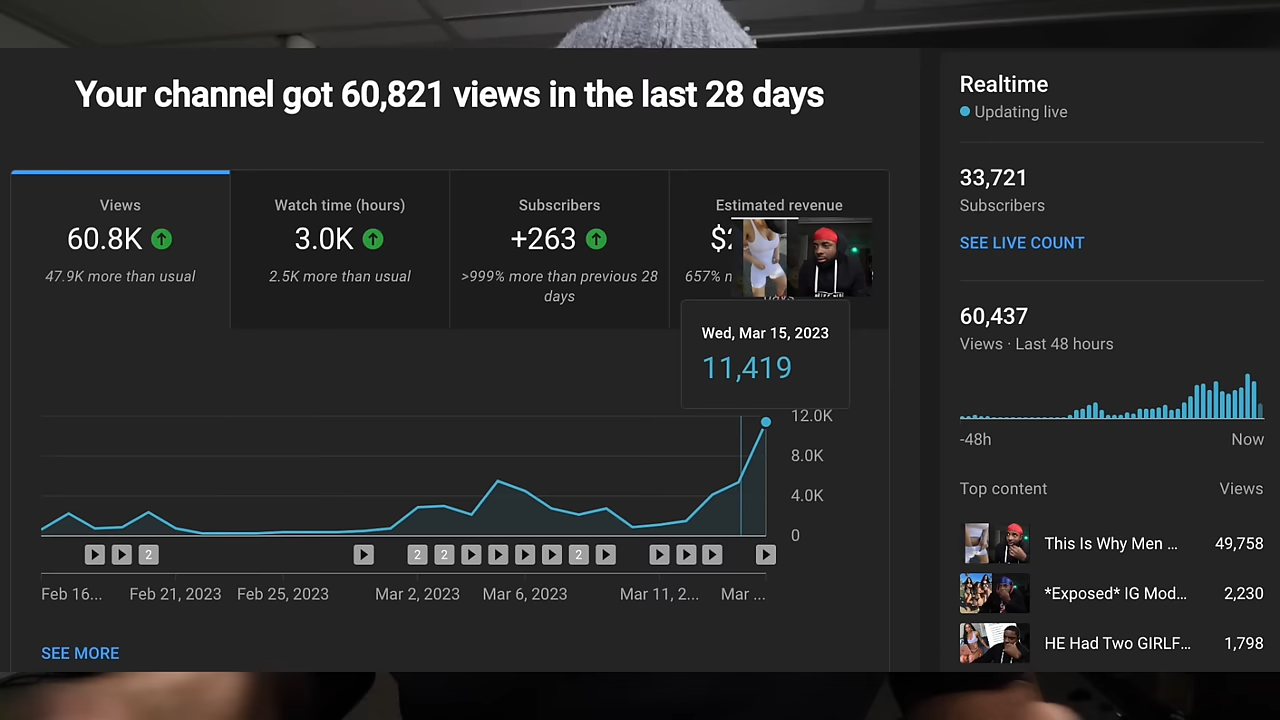 Your channel got 60,821 views in the last 28 days
Views
60.8K
47.9K more than usual
Watch time (hours)
3.0K
2.5K more than usual
Subscribers
+263
>999% more than previous 28
days
Estimated revenue
657%
Wed, Mar 15, 2023
11,419
12.0K
8.0K
4.0K
0
2
2
2
2
Feb 16...
Feb 21, 2023
Feb 25, 2023
Mar 2, 2023
Mar 6, 2023
Mar 11, 2...
Mar ...
SEE MORE
Realtime
Updating live
33,721
Subscribers
SEE LIVE COUNT
60,437
Views · Last 48 hours
-48h
Now
Top content
Views
This Is Why Men ...
49,758
*Exposed* IG Mod...
2,230
HE Had Two GIRLF...
1,798